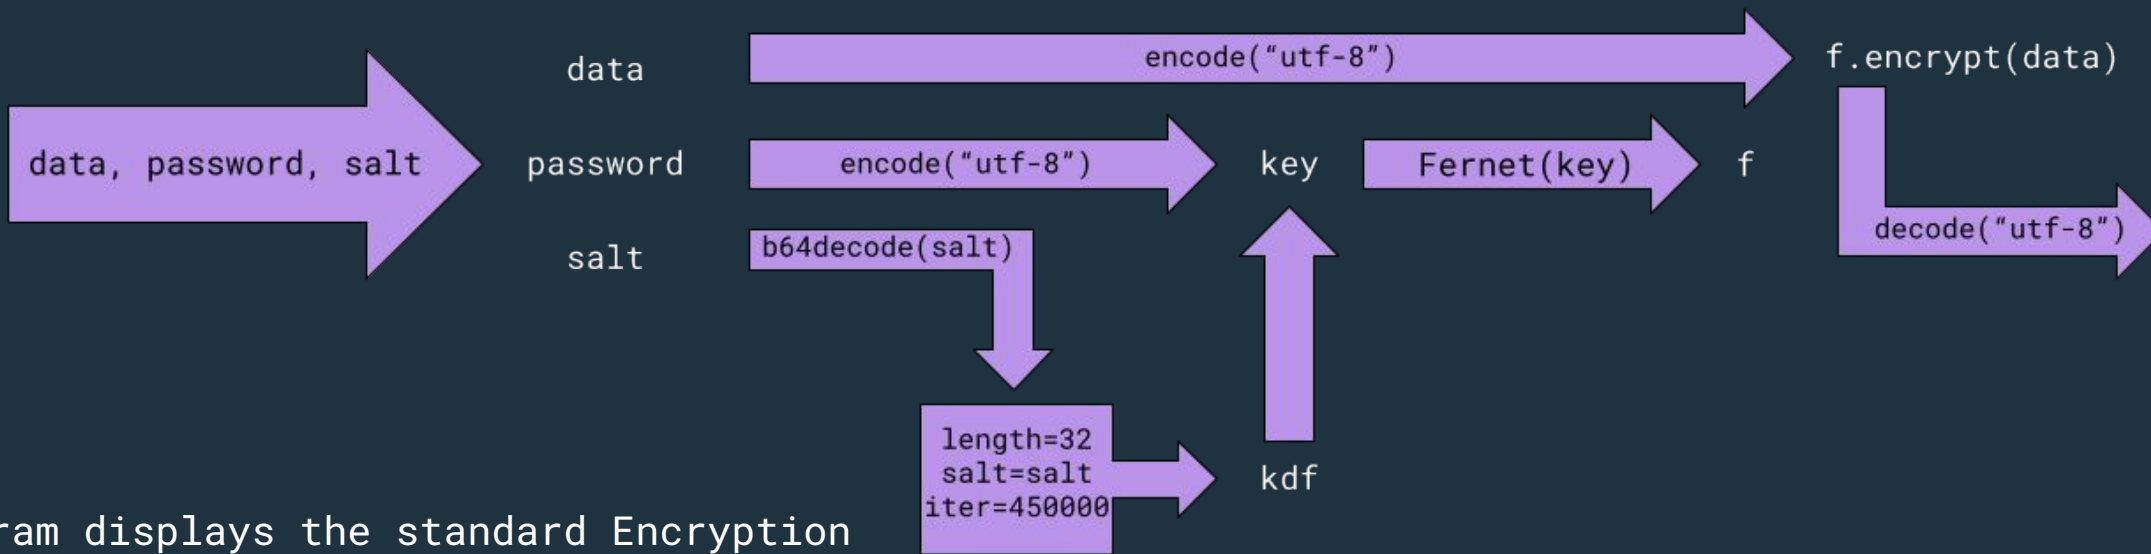 data, password, salt
data
encode(“utf-8”)
f.encrypt(data)
password
encode(“utf-8”)
key
Fernet(key)
f
salt
b64decode(salt)
decode(“utf-8”)
length=32
salt=salt
iter=450000
kdf
displays the standard Encryption